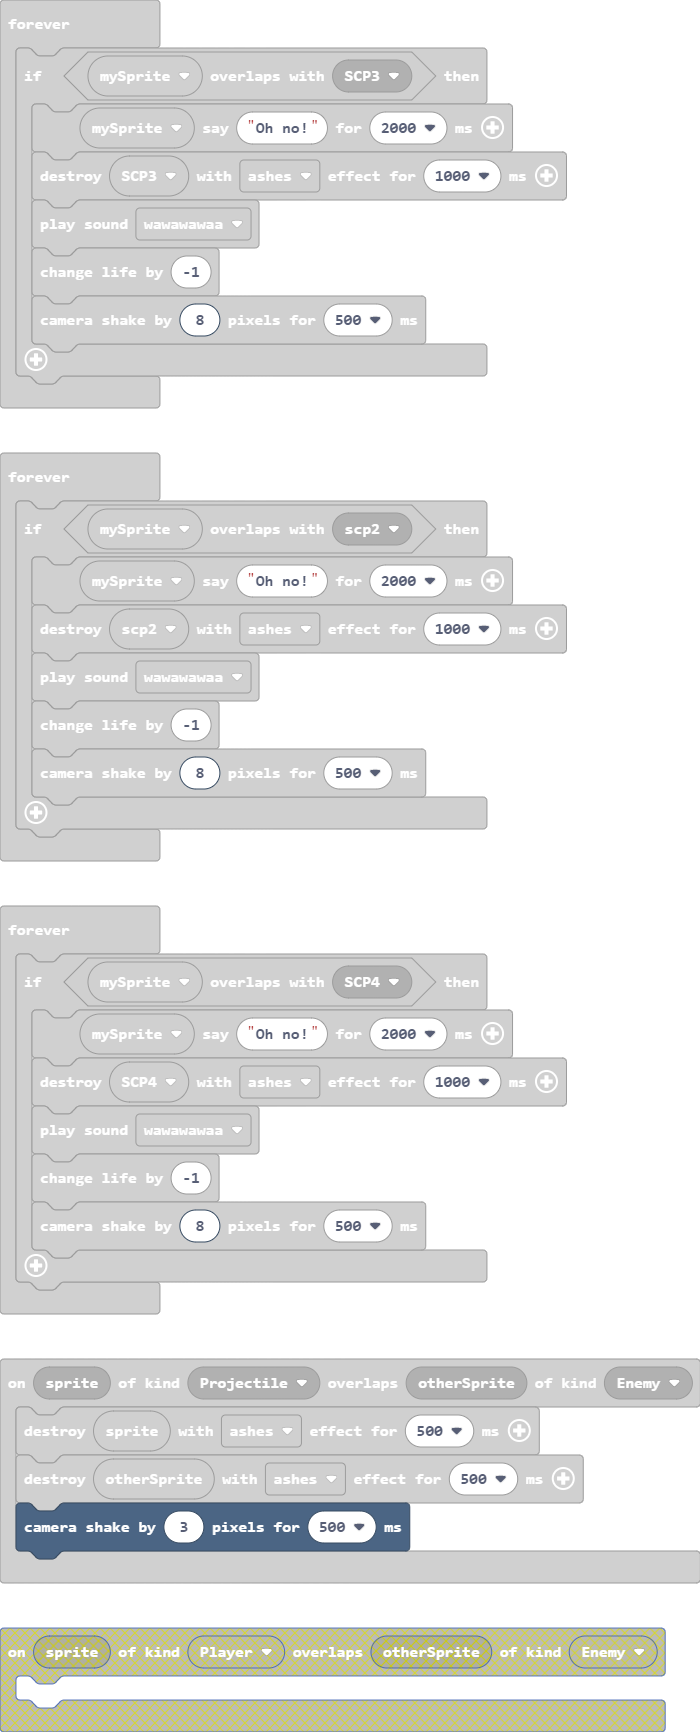 forever
if mySprite overlaps with SCP3 then
mySprite say "Oh no!" for 2000 ms
destroy SCP3 with ashes effect for 1000 ms
play sound wawawawaa
change life by -1
camera shake by 8 pixels for 500 ms
forever
if mySprite overlaps with scp2 then
mySprite say "Oh no!" for 2000 ms
destroy scp2 with ashes effect for 1000 ms
play sound wawawawaa
change life by -1
camera shake by 8 pixels for 500 ms
forever
if mySprite overlaps with SCP4 then
mySprite say "Oh no!" for 2000 ms
destroy SCP4 with ashes effect for 1000 ms
play sound wawawawaa
change life by -1
camera shake by 8 pixels for 500 ms
on sprite of kind Projectile overlaps otherSprite of kind Enemy
destroy sprite with ashes effect for 500 ms
destroy otherSprite with ashes effect for 500 ms
camera shake by 3 pixels for 500 ms
on sprite of kind Player overlaps otherSprite of kind Enemy